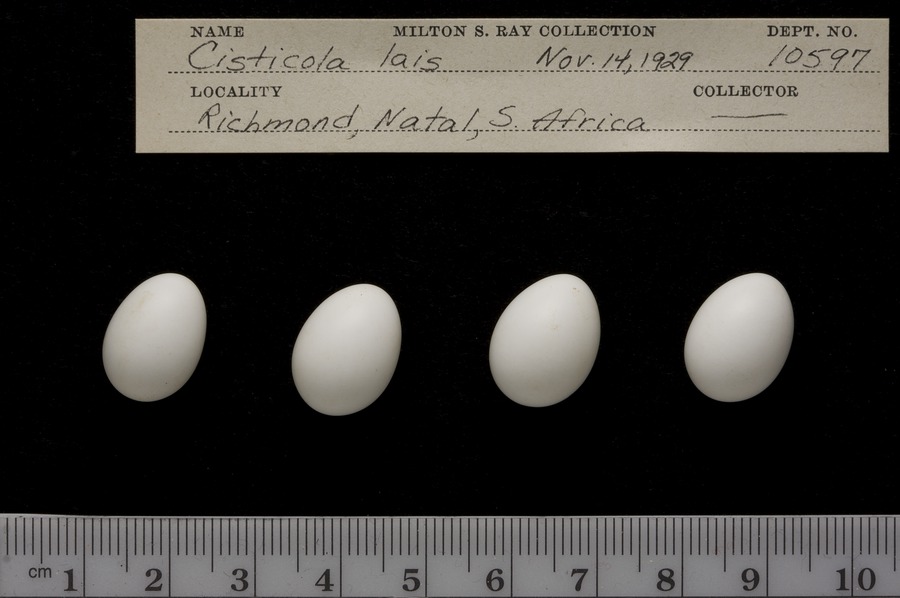 NAME MILTON S. RAY COLLECTION DEPT. NO.
Cisticola lais Nov. 14, 1929 10597
LOCALITY COLLECTOR
Richmond, Natal, S. Africa
cm 1 2 3 4 5 6 7 8 9 10